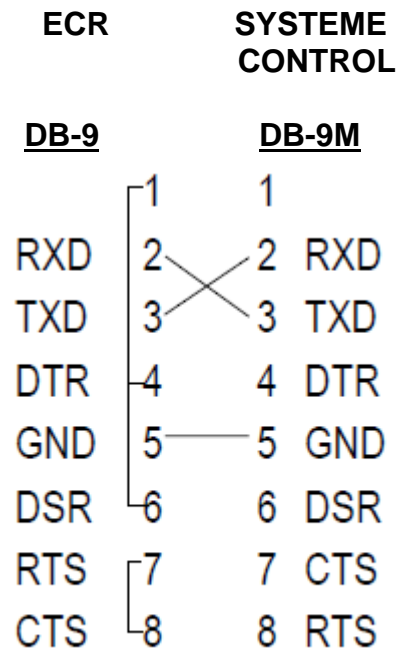 ECR SYSTEME
CONTROL
DB-9 DB-9M
1 1
RXD 2 2 RXD
TXD 3 3 TXD
DTR 4 4 DTR
GND 5 5 GND
DSR 6 6 DSR
RTS 7 7 CTS
CTS 8 8 RTS